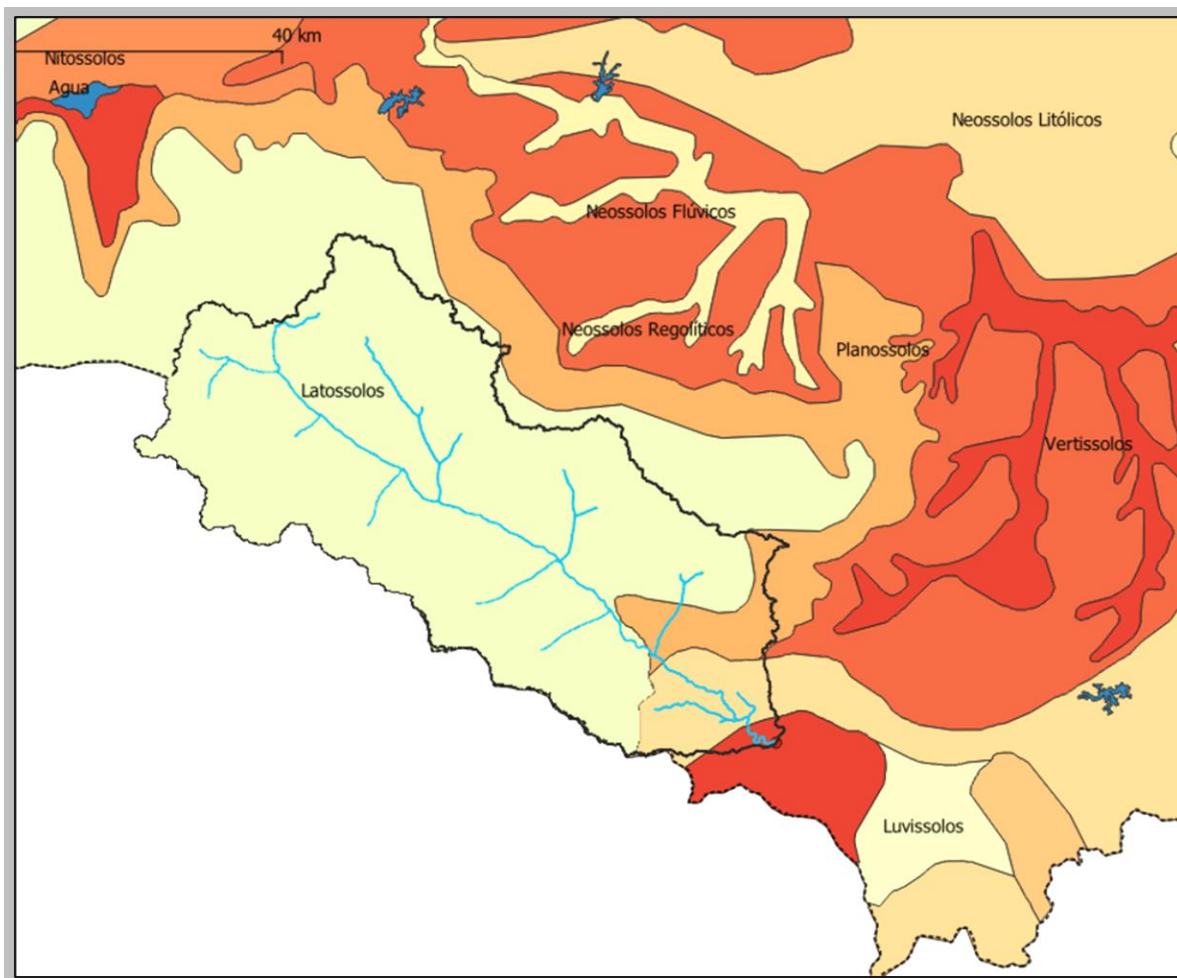 40 km
Nitossolos
Agua
Neossolos Litólicos
Neossolos Flúvicos
Neossolos Regolíticos
Planossolos
Latossolos
Vertissolos
Luvissolos